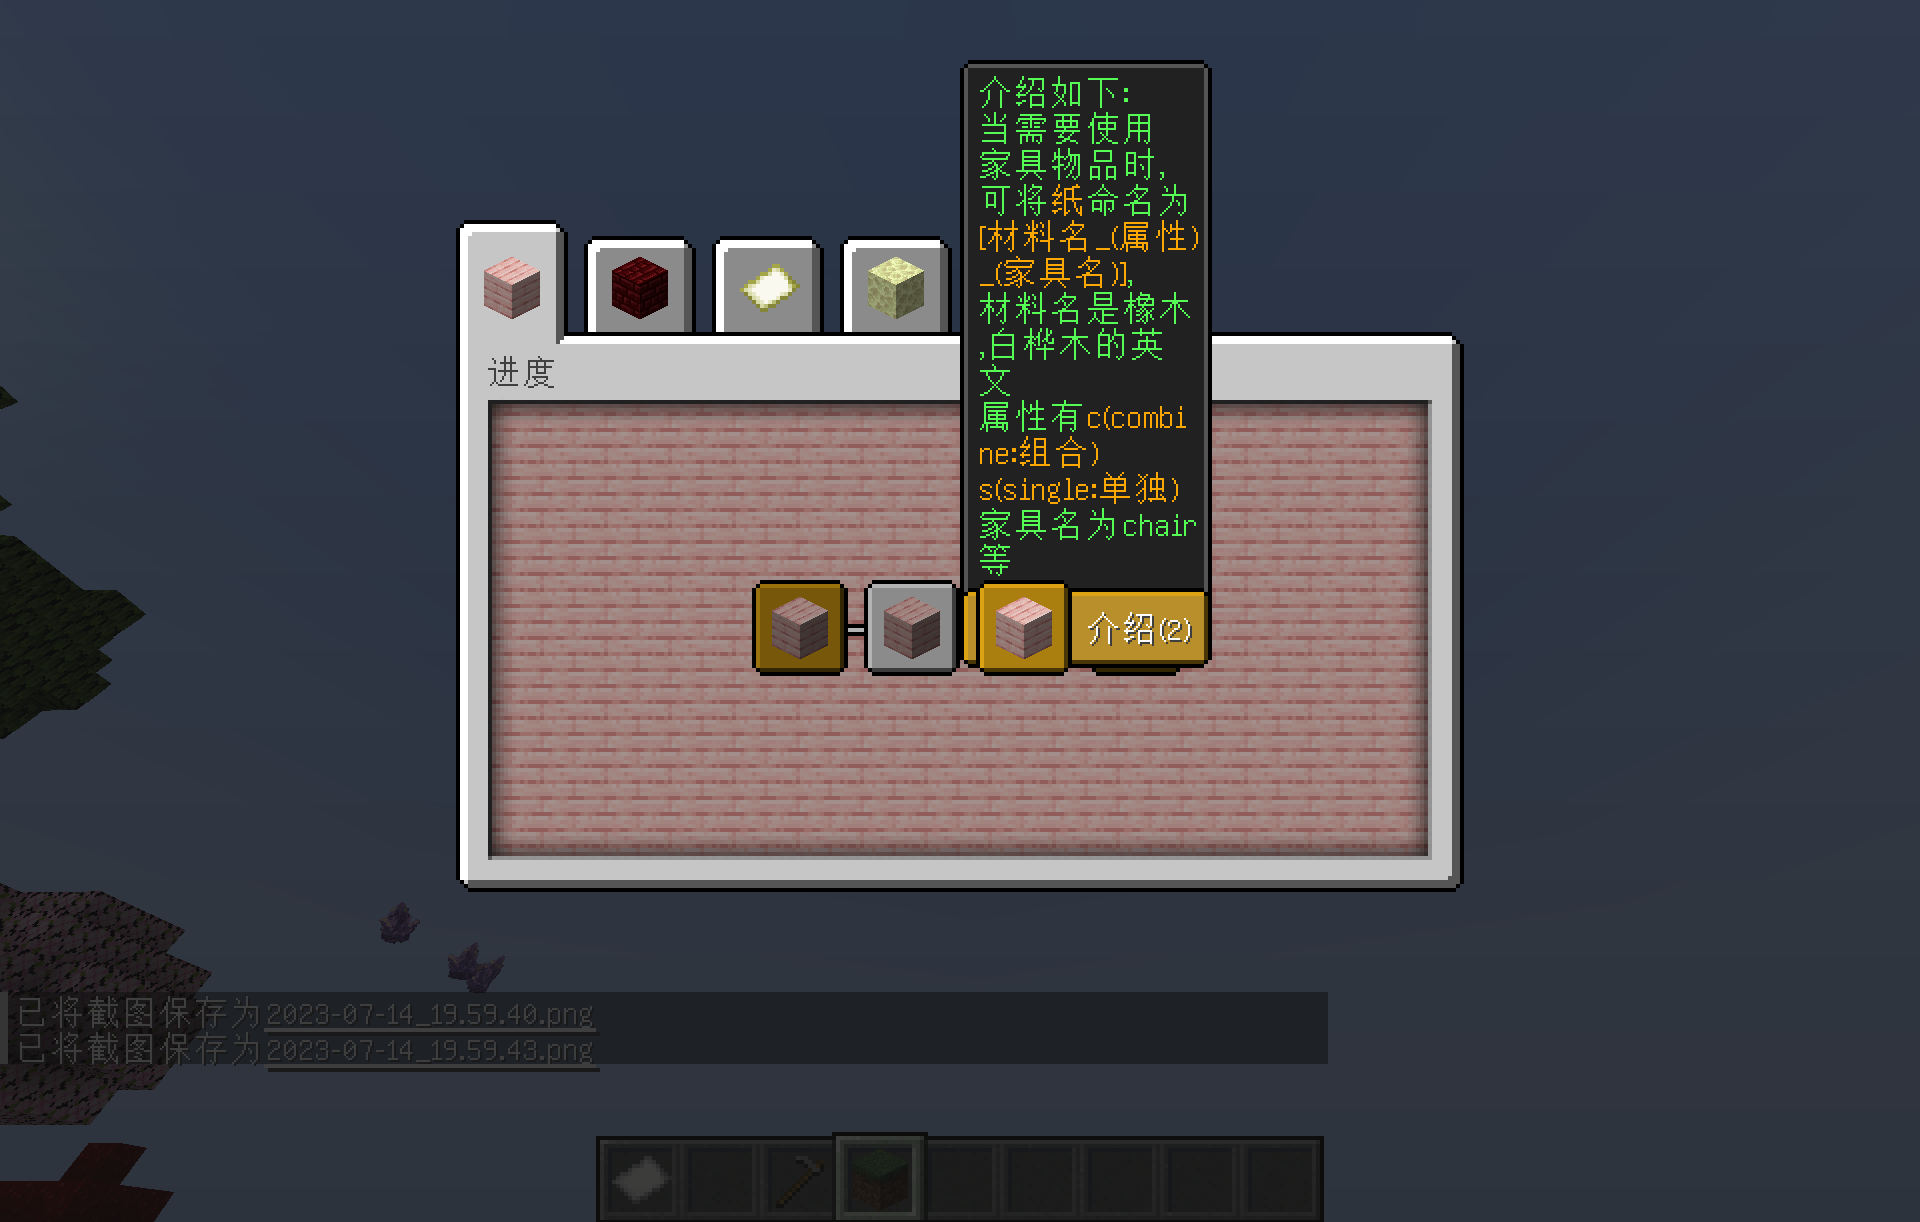 介绍如下:
当需要使用
家具物品时,
可将纸命名为
[材料名_(属性)
_(家具名)],
材料名是橡木
,白桦木的英
文
属性有c(combi
ne:组合)
s(single:单独)
家具名为chair
等
进度
介绍(2)
已将截图保存为2023-07-14_19.59.40.png
已将截图保存为2023-07-14_19.59.43.png